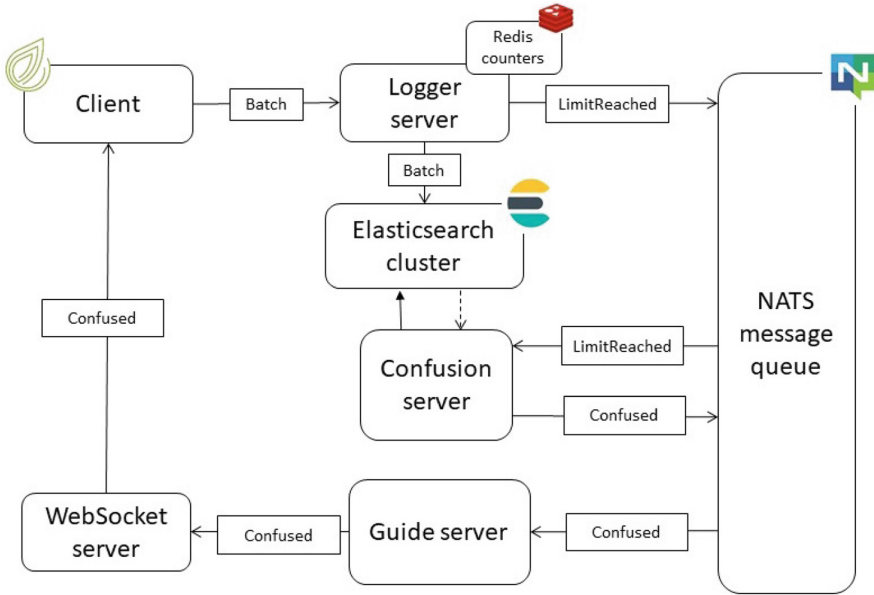 Redis
counters
Client
Batch
Logger
server
LimitReached
N
Batch
Elasticsearch
cluster
Confused
NATS
message
queue
LimitReached
Confusion
server
Confused
WebSocket
server
Confused
Guide server
Confused